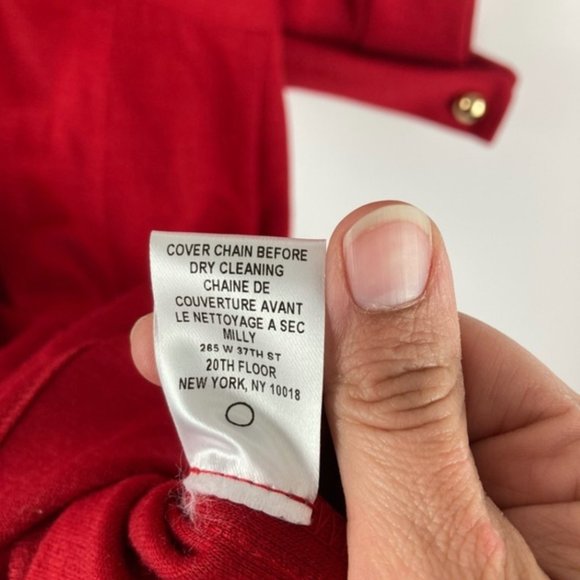 COVER CHAIN BEFORE
DRY CLEANING
CHAINE DE
COUVERTURE AVANT
LE NETTOYAGE A SEC
MILLY
265 W 37TH ST
20TH FLOOR
NEW YORK, NY 10018